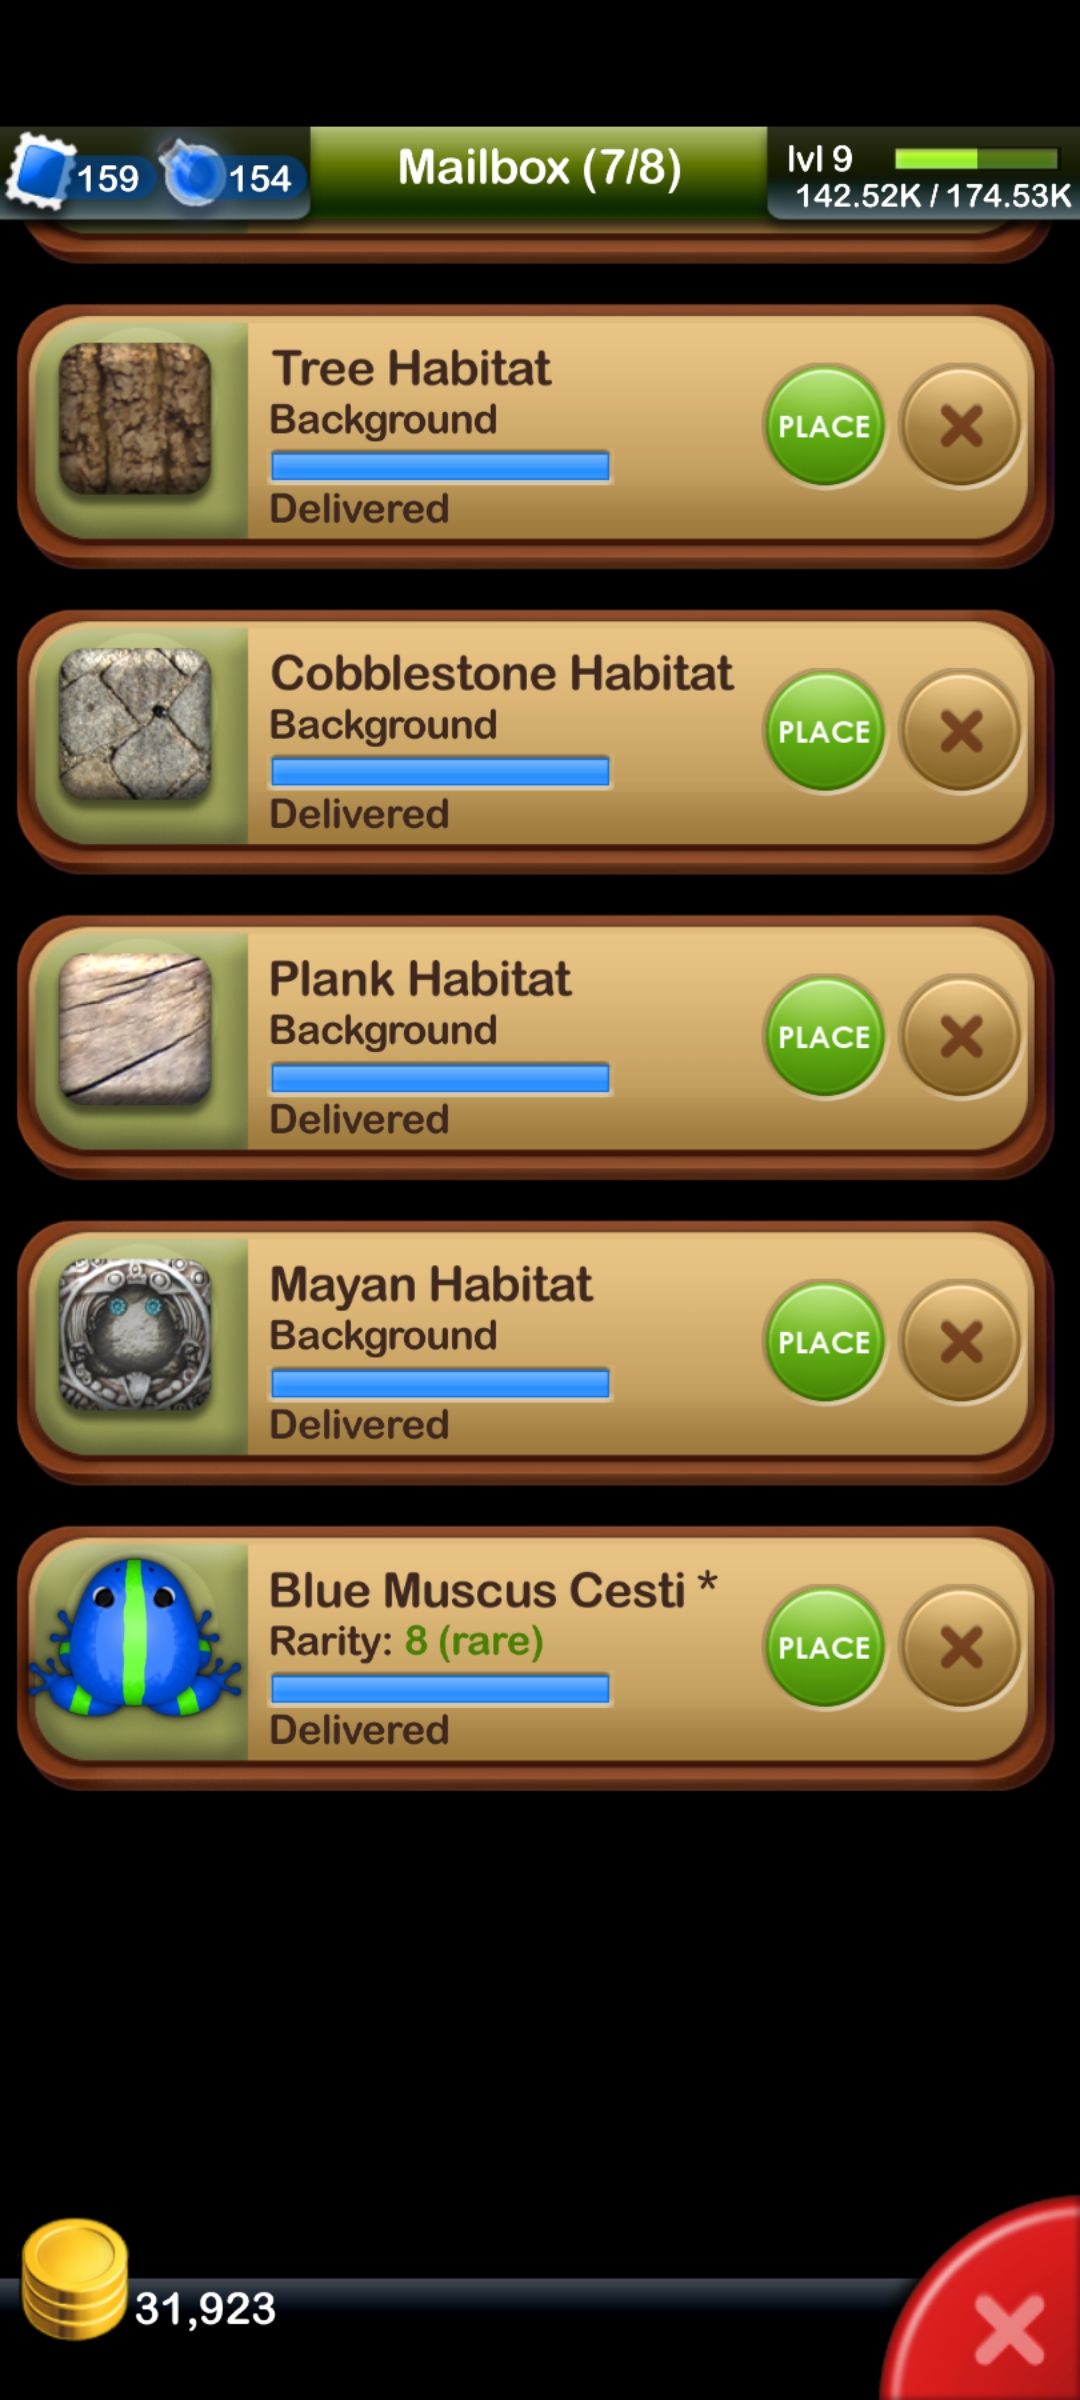 159
154
Mailbox (7/8)
lvl 9
142.52K / 174.53K
Tree Habitat
Background
Delivered
PLACE
Cobblestone Habitat
Background
Delivered
PLACE
Plank Habitat
Background
Delivered
PLACE
Mayan Habitat
Background
Delivered
PLACE
Blue Muscus Cesti *
Rarity: 8 (rare)
Delivered
PLACE
31,923